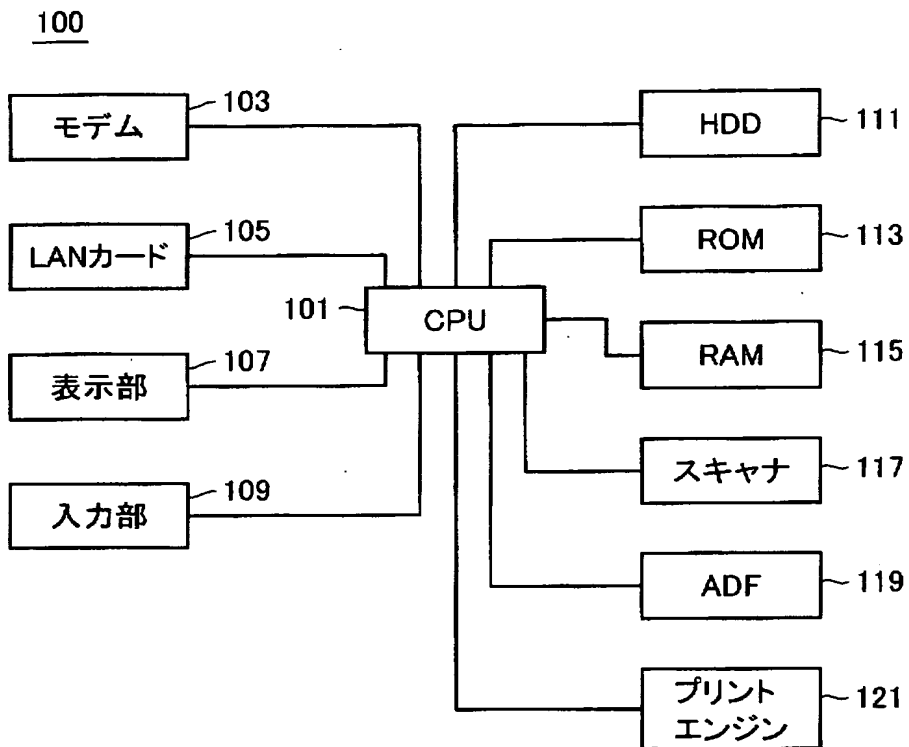 100
モデム
103
LANカード
105
表示部
107
入力部
109
101
CPU
HDD
111
ROM
113
RAM
115
スキャナ
117
ADF
119
プリント
エンジン
121